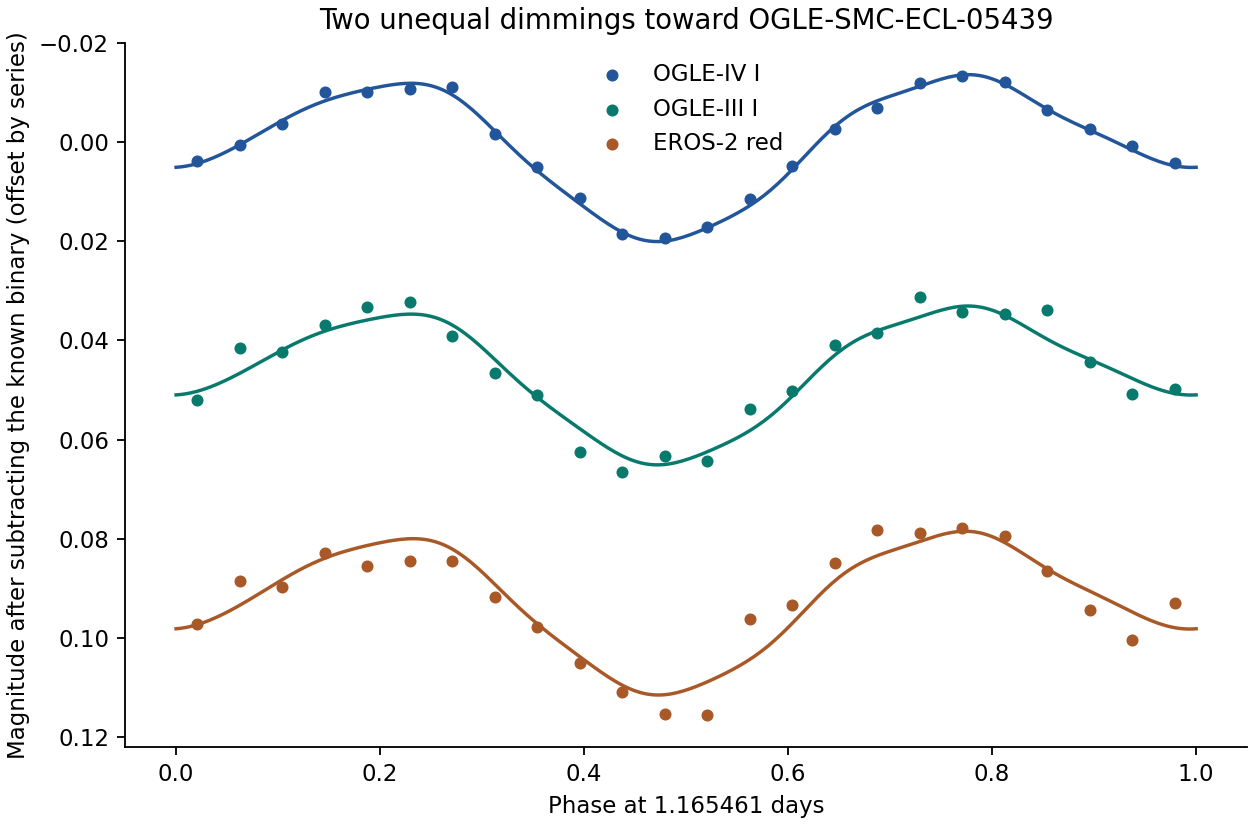 Two unequal dimmings toward OGLE-SMC-ECL-05439
Magnitude after subtracting the known binary (offset by series)
−0.02
0.00
0.02
0.04
0.06
0.08
0.10
0.12
OGLE-IV I
OGLE-III I
EROS-2 red
0.0
0.2
0.4
0.6
0.8
1.0
Phase at 1.165461 days